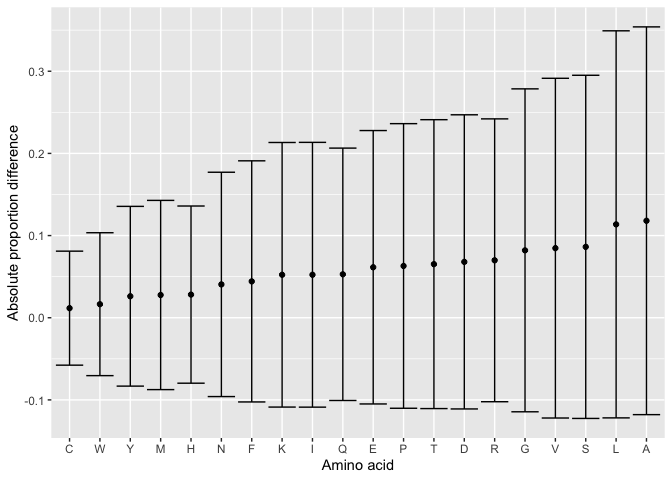 Absolute proportion difference
0.3
0.2
0.1
0.0
-0.1
C W Y M H N F K I Q E P T D R G V S L A
Amino acid